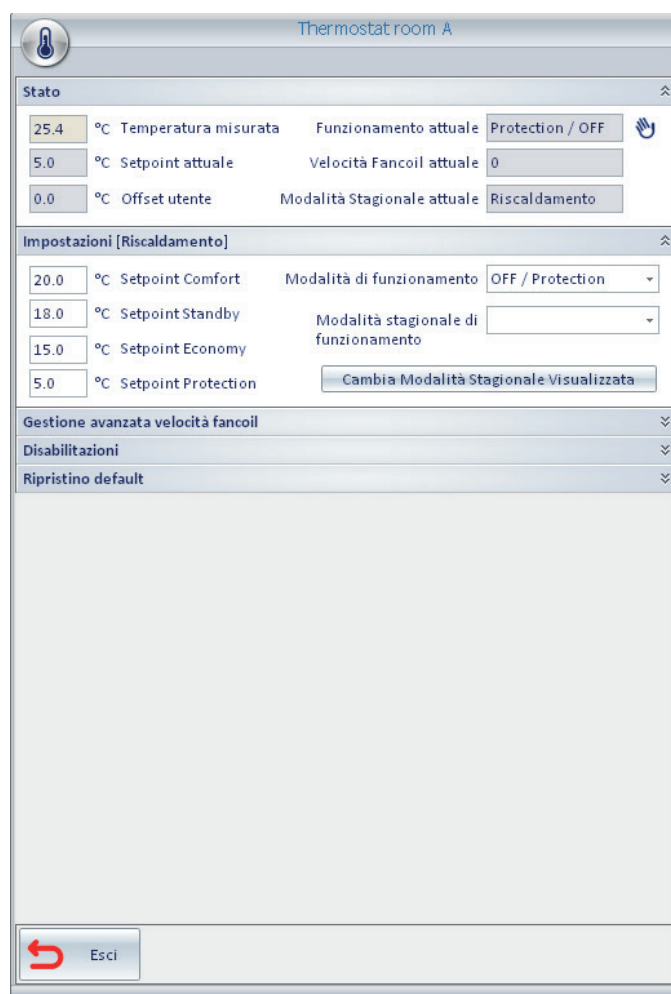 Thermostat room A
Stato
25.4 °C Temperatura misurata Funzionamento attuale Protection / OFF
5.0 °C Setpoint attuale Velocità Fancoil attuale 0
0.0 °C Offset utente Modalità Stagionale attuale Riscaldamento
Impostazioni [Riscaldamento]
20.0 °C Setpoint Comfort Modalità di funzionamento OFF / Protection
18.0 °C Setpoint Standby Modalità stagionale di
funzionamento
15.0 °C Setpoint Economy
5.0 °C Setpoint Protection Cambia Modalità Stagionale Visualizzata
Gestione avanzata velocità fancoil
Disabilitazioni
Ripristino default
Esci